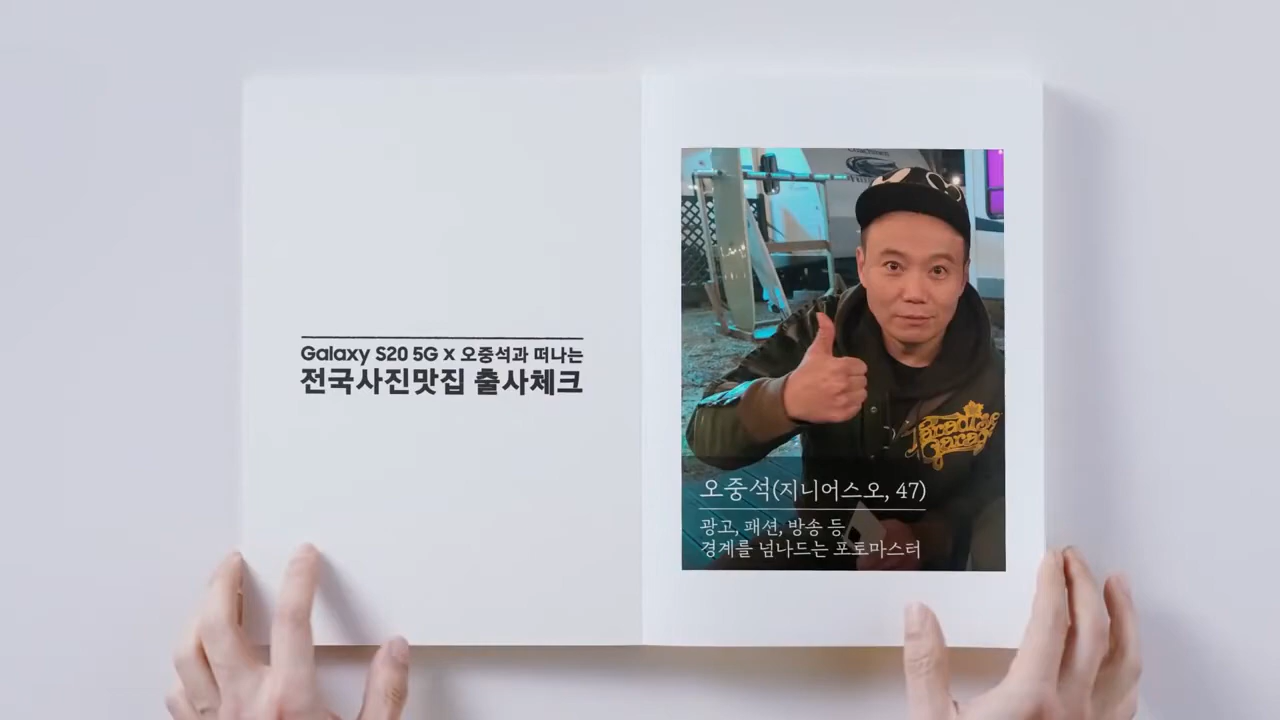 Galaxy S20 5G x 오중석과 떠나는
전국사진맛집 출사체크
Paradise
Garage
오중석(지니어스오, 47)
광고, 패션, 방송 등
경계를 넘나드는 포토마스터